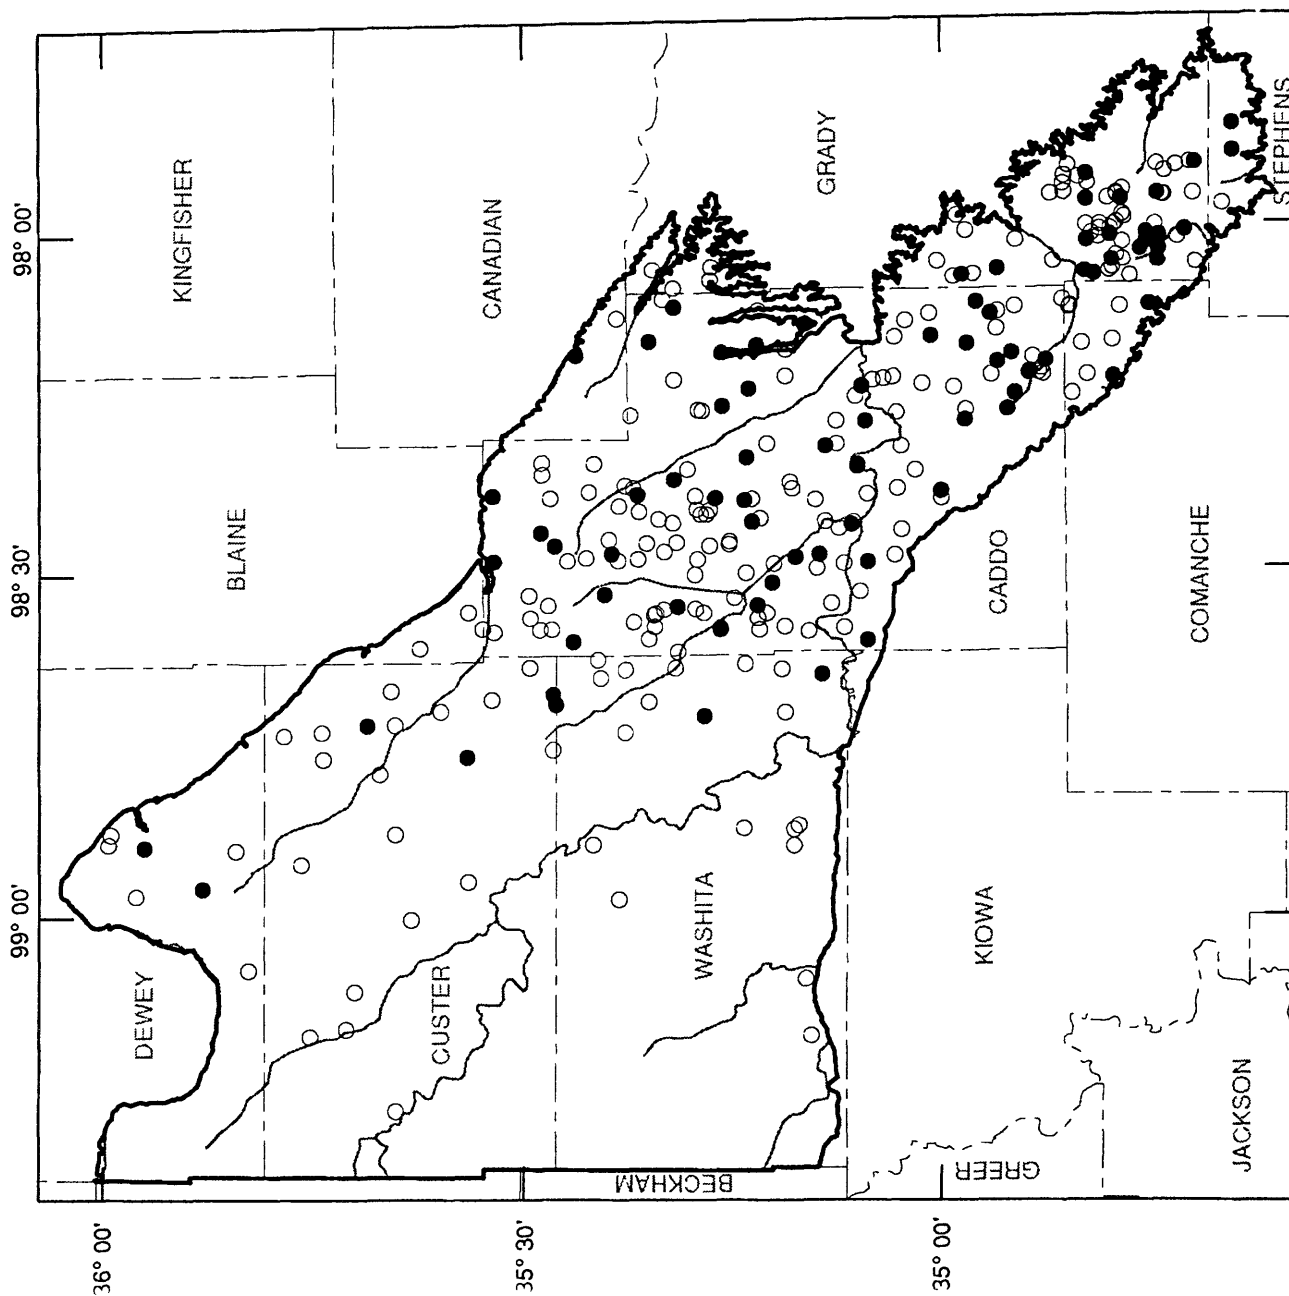 99° 00'
98° 30'
98° 00'
36° 00'
35° 30'
35° 00'
DEWEY
BLAINE
KINGFISHER
CUSTER
CANADIAN
BECKHAM
WASHITA
CADDO
GRADY
GREER
KIOWA
COMANCHE
JACKSON
STEPHENS